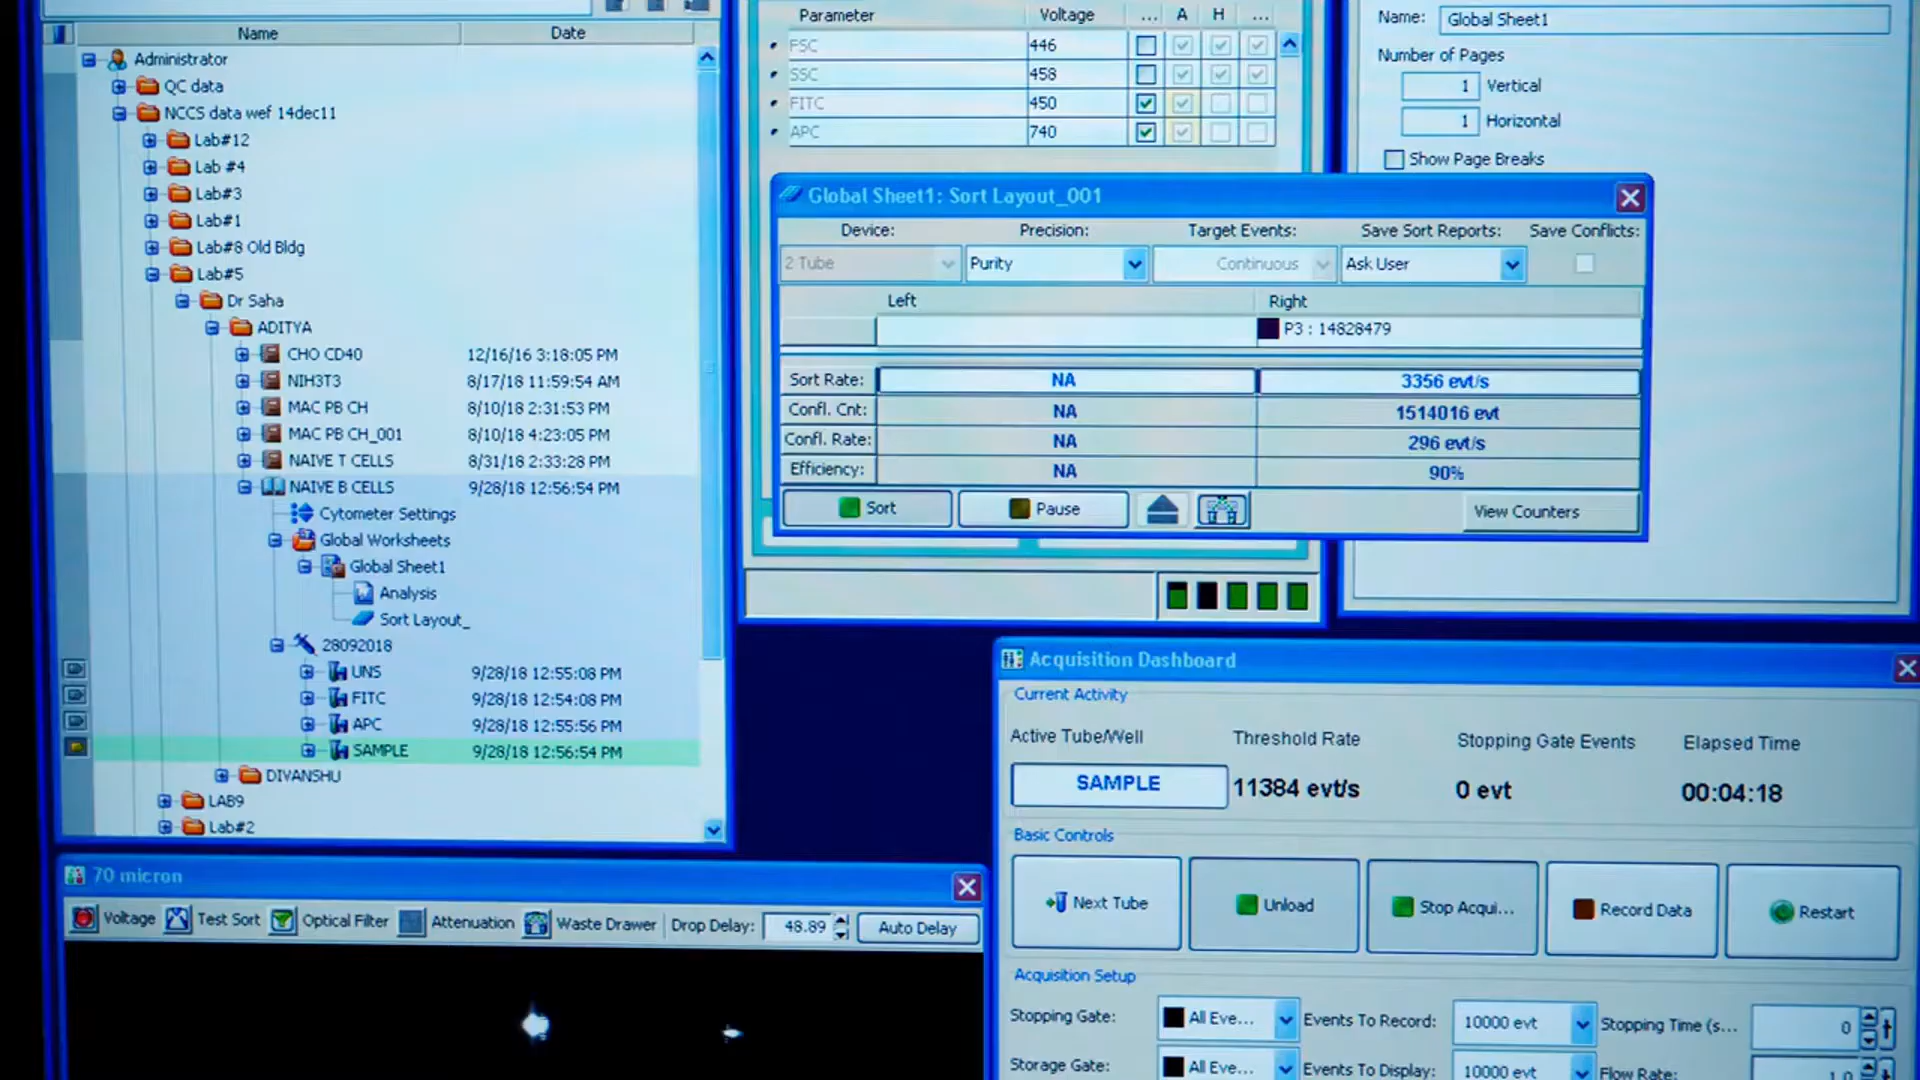 Name Date
Administrator
QC data
NCCS data wef 14dec11
Lab#12
Lab #4
Lab#3
Lab#1
Lab#8 Old Bldg
Lab#5
Dr Saha
ADITYA
CHO CD40 12/16/16 3:18:05 PM
NIH3T3 8/17/18 11:59:54 AM
MAC PB CH 8/10/18 2:31:53 PM
MAC PB CH_001 8/10/18 4:23:05 PM
NAIVE T CELLS 8/31/18 2:33:28 PM
NAIVE B CELLS 9/28/18 12:56:54 PM
Cytometer Settings
Global Worksheets
Global Sheet1
Analysis
Sort Layout_
28092018
UNS 9/28/18 12:55:08 PM
FITC 9/28/18 12:54:08 PM
APC 9/28/18 12:55:56 PM
SAMPLE 9/28/18 12:56:54 PM
DIVANSHU
LAB9
Lab#2
Parameter Voltage ... A H ...
FSC 446
SSC 458
FITC 450
APC 740
Name: Global Sheet1
Number of Pages
1 Vertical
1 Horizontal
Show Page Breaks
Global Sheet1: Sort Layout_001
Device: Precision: Target Events: Save Sort Reports: Save Conflicts:
2 Tube Purity Continuous Ask User
Left Right
P3 : 14828479
Sort Rate: NA 3356 evt/s
Confl. Cnt: NA 1514016 evt
Confl. Rate: NA 296 evt/s
Efficiency: NA 90%
Sort Pause View Counters
Acquisition Dashboard
Current Activity
Active Tube/Well Threshold Rate Stopping Gate Events Elapsed Time
SAMPLE 11384 evt/s 0 evt 00:04:18
Basic Controls
Next Tube Unload Stop Acqui... Record Data Restart
Acquisition Setup
Stopping Gate: All Eve... Events To Record: 10000 evt Stopping Time (s... 0
Storage Gate: All Eve... Events To Display: 10000 evt Flow Rate: 1.0
70 micron
Voltage Test Sort Optical Filter Attenuation Waste Drawer Drop Delay: 48.89 Auto Delay